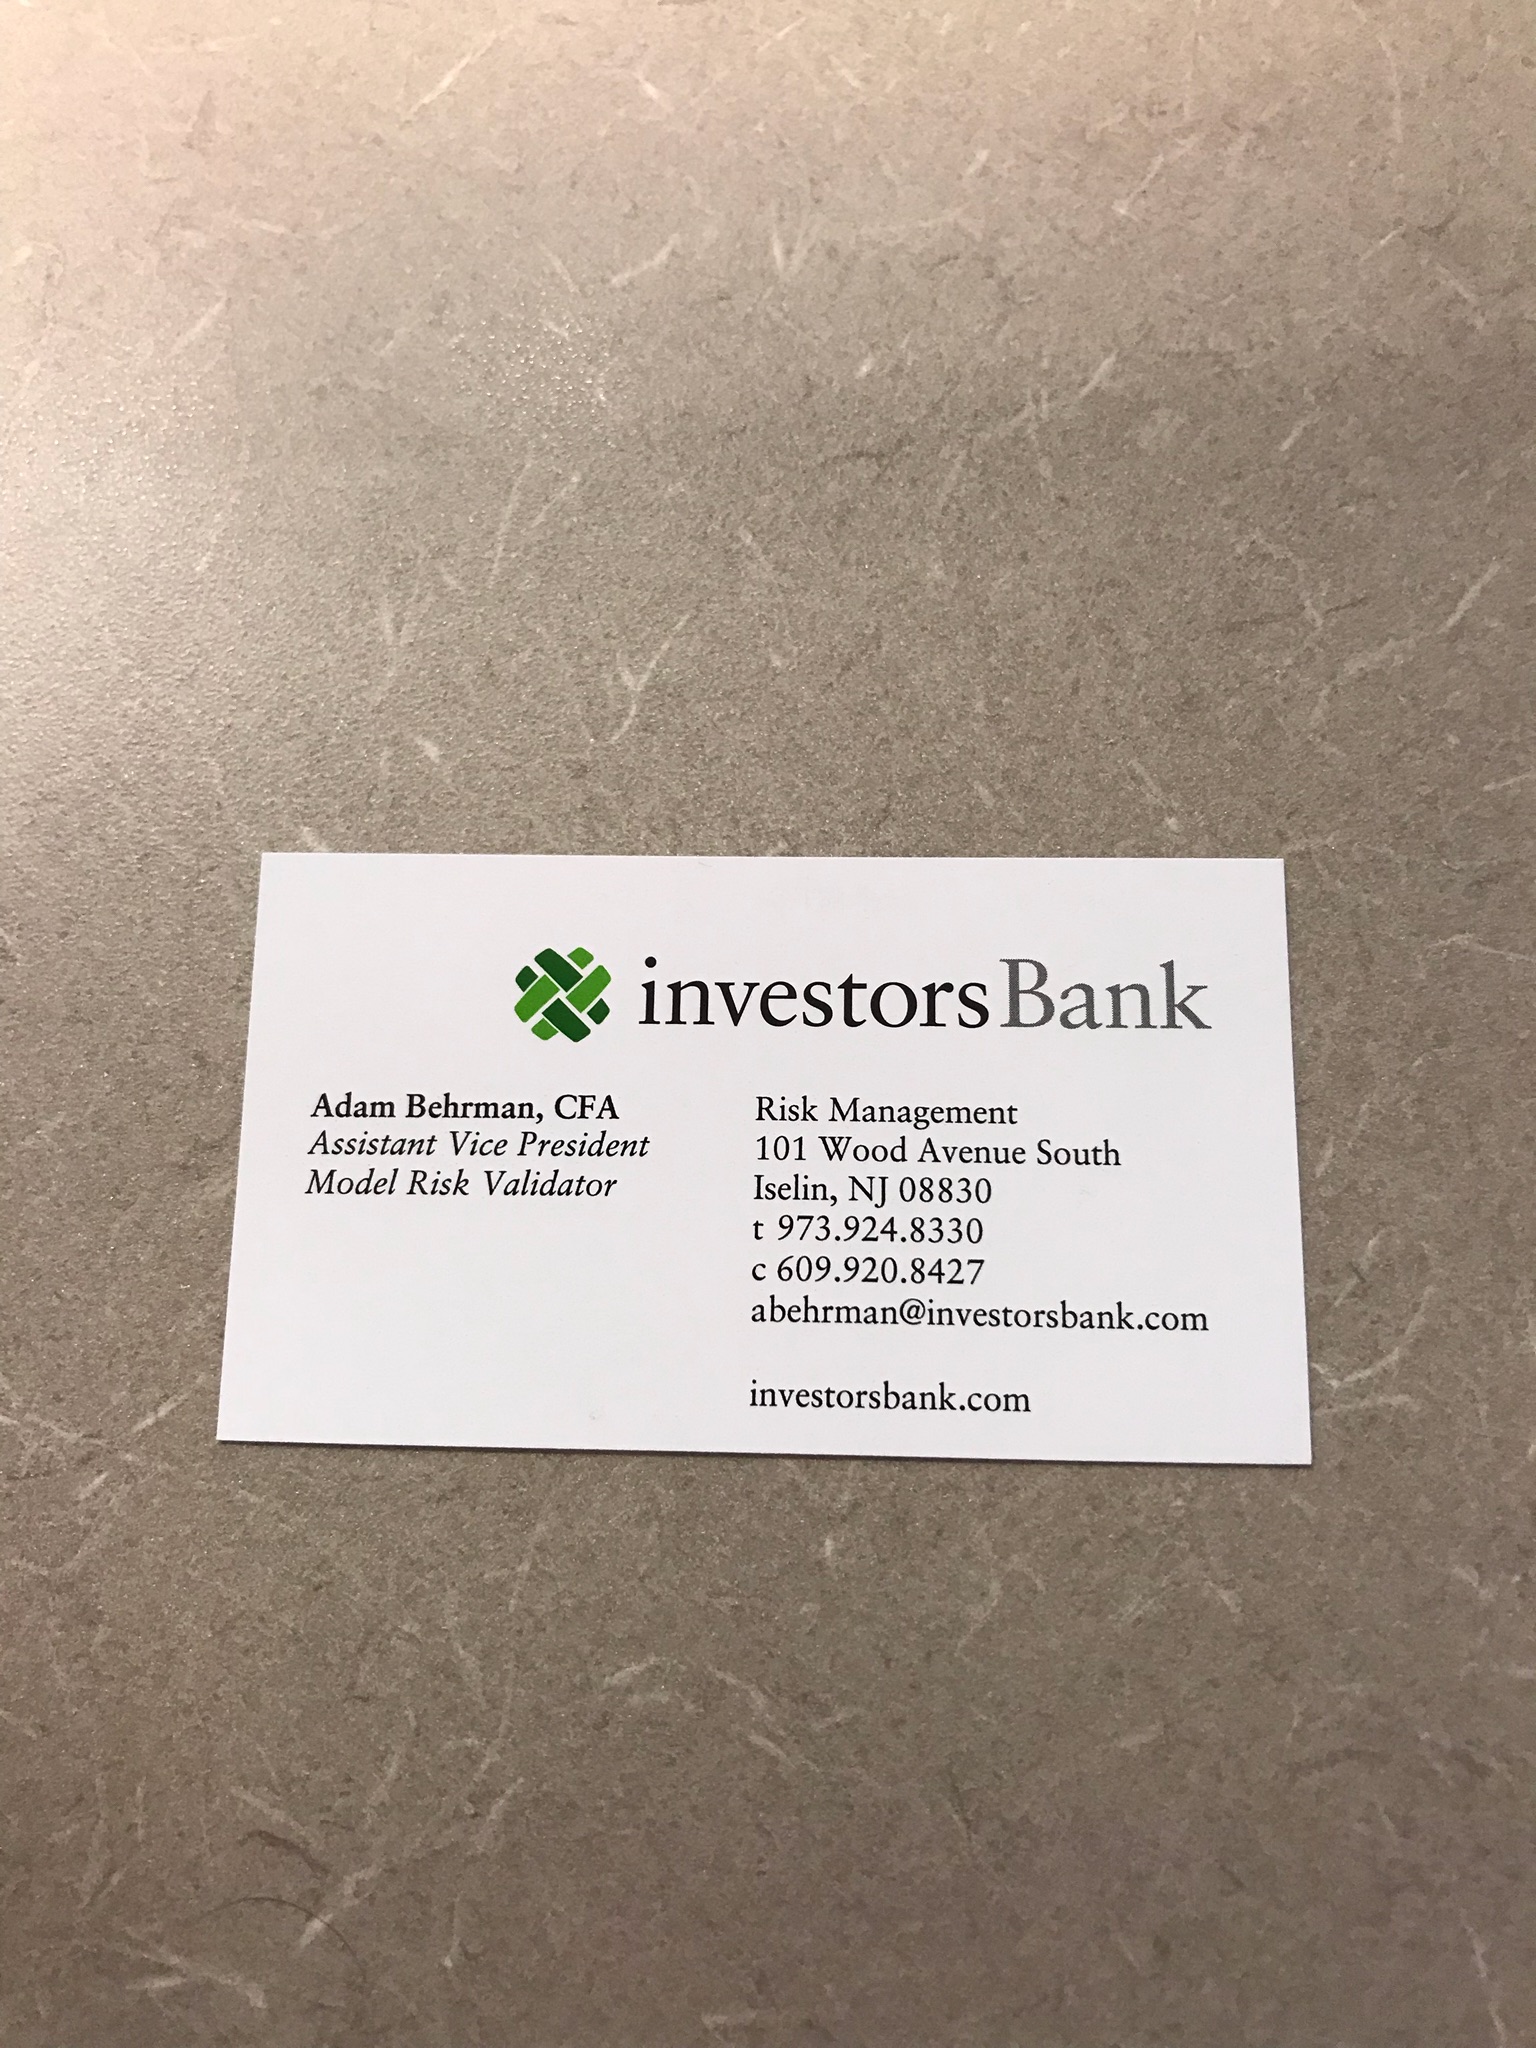 investorsBank
Adam Behrman, CFA
Assistant Vice President
Model Risk Validator
Risk Management
101 Wood Avenue South
Iselin, NJ 08830
t 973.924.8330
c 609.920.8427
abehrman@investorsbank.com
investorsbank.com